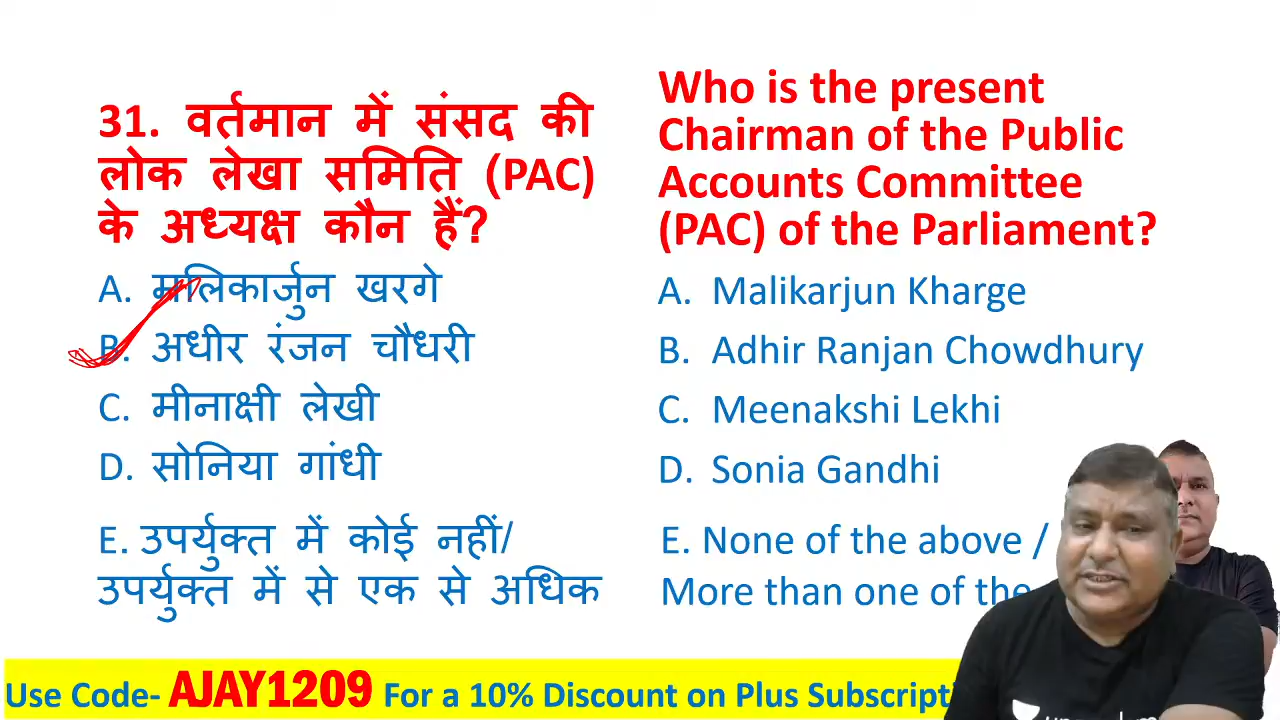 31. वर्तमान में संसद की
लोक लेखा समिति (PAC)
के अध्यक्ष कौन हैं?
A. मलिकार्जुन खरगे
B. अधीर रंजन चौधरी
C. मीनाक्षी लेखी
D. सोनिया गांधी
E. उपर्युक्त में कोई नहीं/
उपर्युक्त में से एक से अधिक
Who is the present
Chairman of the Public
Accounts Committee
(PAC) of the Parliament?
A. Malikarjun Kharge
B. Adhir Ranjan Chowdhury
C. Meenakshi Lekhi
D. Sonia Gandhi
E. None of the above /
More than one of the
Use Code- AJAY1209 For a 10% Discount on Plus